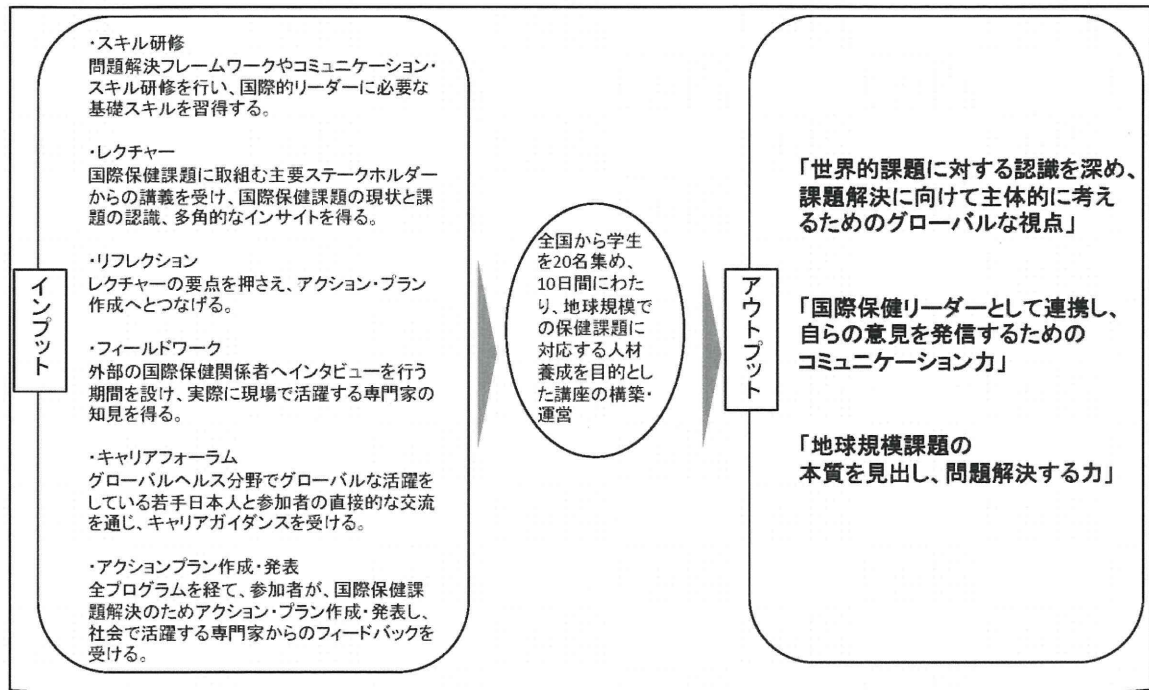 ・スキル研修
問題解決フレームワークやコミュニケーション・
スキル研修を行い、国際的リーダーに必要な
基礎スキルを習得する。
・レクチャー
国際保健課題に取組む主要ステークホルダー
からの講義を受け、国際保健課題の現状と課
題の認識、多角的なインサイトを得る。
・リフレクション
レクチャーの要点を押さえ、アクション・プラン
作成へとつなげる。
・フィールドワーク
外部の国際保健関係者へインタビューを行う
期間を設け、実際に現場で活躍する専門家の
知見を得る。
・キャリアフォーラム
グローバルヘルス分野でグローバルな活躍を
している若手日本人と参加者の直接的な交流
を通じ、キャリアガイダンスを受ける。
・アクションプラン作成・発表
全プログラムを経て、参加者が、国際保健課
題解決のためアクション・プラン作成・発表し、
社会で活躍する専門家からのフィードバックを
受ける。
インプット
全国から学生
を20名集め、
10日間にわた
り、地球規模で
の保健課題に
対応する人材
養成を目的とし
た講座の構築・
運営
アウトプット
「世界的課題に対する認識を深め、
課題解決に向けて主体的に考え
るためのグローバルな視点」
「国際保健リーダーとして連携し、
自らの意見を発信するための
コミュニケーション力」
「地球規模課題の
本質を見出し、問題解決する力」